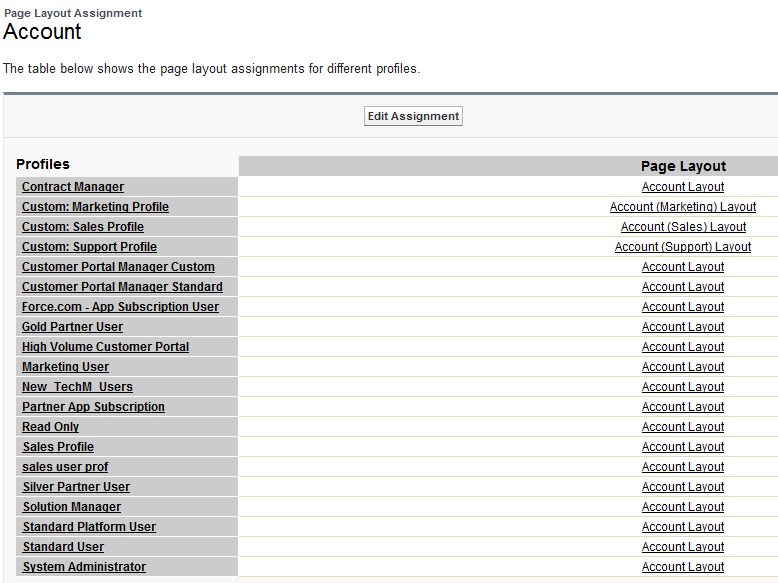 Page Layout Assignment
Account
The table below shows the page layout assignments for different profiles.
Edit Assignment
Profiles Page Layout
Contract Manager Account Layout
Custom: Marketing Profile Account (Marketing) Layout
Custom: Sales Profile Account (Sales) Layout
Custom: Support Profile Account (Support) Layout
Customer Portal Manager Custom Account Layout
Customer Portal Manager Standard Account Layout
Force.com - App Subscription User Account Layout
Gold Partner User Account Layout
High Volume Customer Portal Account Layout
Marketing User Account Layout
New_TechM_Users Account Layout
Partner App Subscription Account Layout
Read Only Account Layout
Sales Profile Account Layout
sales user prof Account Layout
Silver Partner User Account Layout
Solution Manager Account Layout
Standard Platform User Account Layout
Standard User Account Layout
System Administrator Account Layout